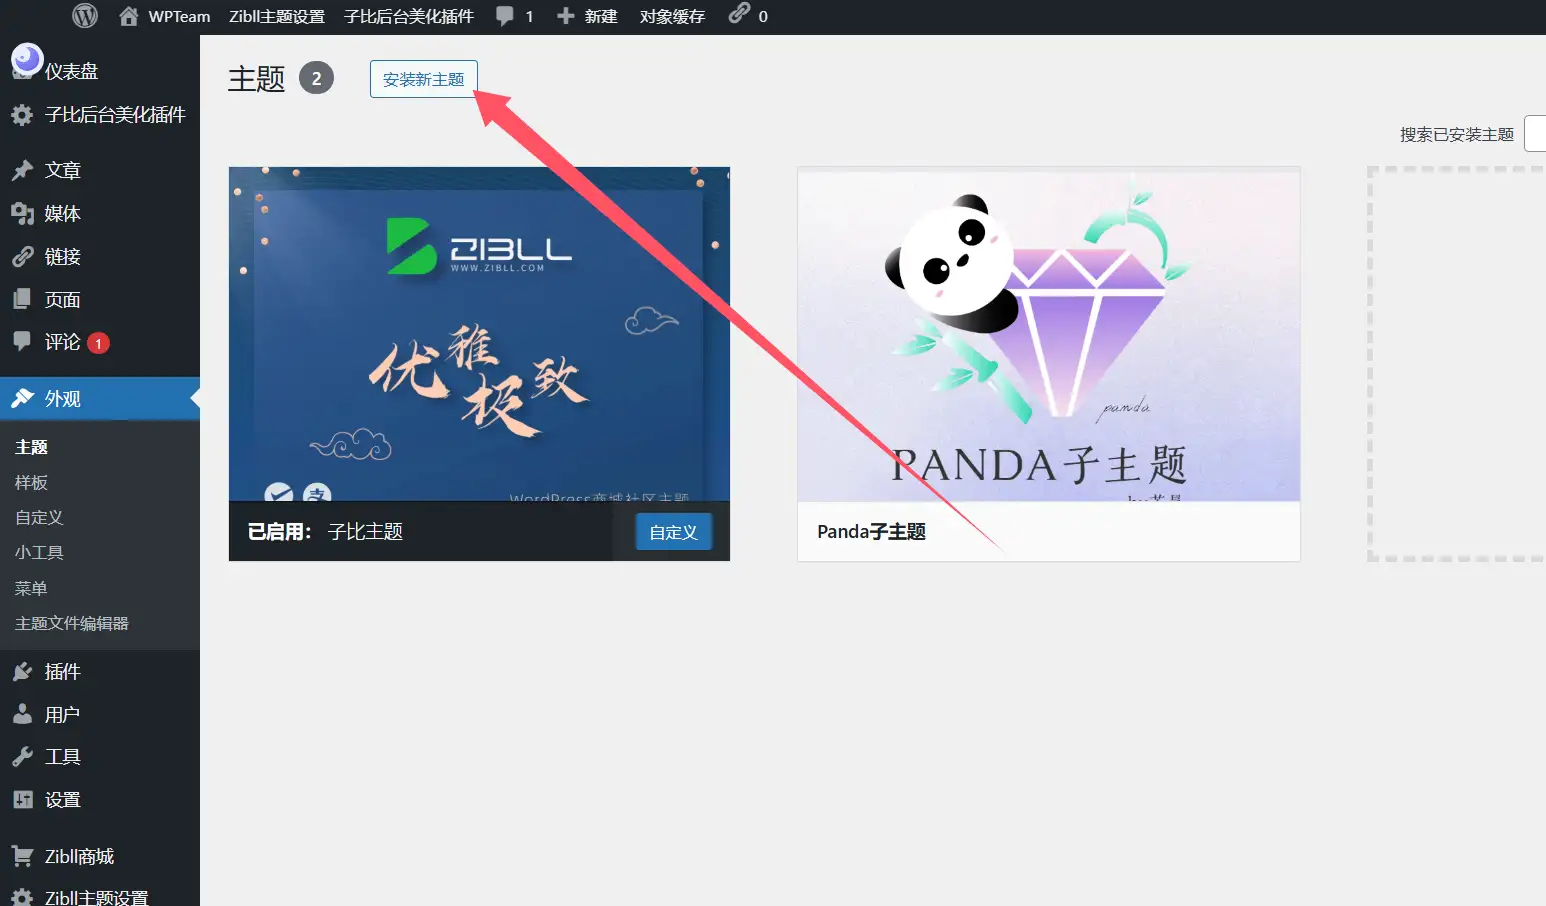 WPTeam Zibll主题设置 子比后台美化插件 1 新建 对象缓存 0
仪表盘
子比后台美化插件
文章
媒体
链接
页面
评论 1
外观
主题
样板
自定义
小工具
菜单
主题文件编辑器
插件
用户
工具
设置
Zibll商城
Zibll主题设置
主题 2 安装新主题
搜索已安装主题
ZIBLL
WWW.ZIBLL.COM
优雅
极致
WordPress商城社区主题
已启用： 子比主题 自定义
panda
PANDA子主题
Panda子主题